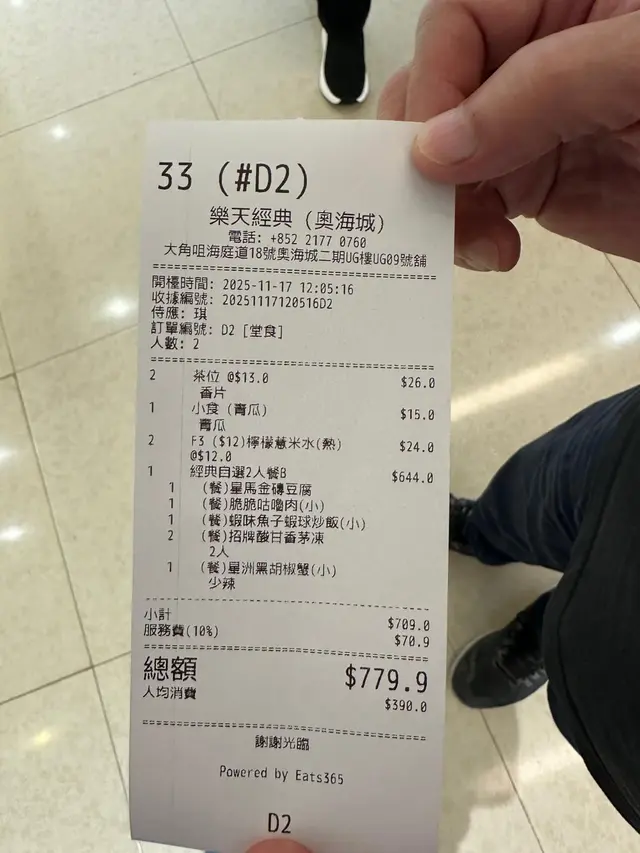 33 (#D2)
樂天經典 (奧海城)
電話: +852 2177 0760
大角咀海庭道18號奧海城二期UG樓UG09號舖
開檯時間: 2025-11-17 12:05:16
收據編號: 20251117120516D2
侍應: 琪
訂單編號: D2 [堂食]
人數: 2
2 茶位 @$13.0 $26.0
香片
1 小食 (青瓜) $15.0
青瓜
2 F3 ($12)檸檬薏米水(熱) $24.0
@$12.0
1 經典自選2人餐B $644.0
1 (餐)星馬金磚豆腐
1 (餐)脆脆咕嚕肉(小)
1 (餐)蝦味魚子蝦球炒飯(小)
2 (餐)招牌酸甘香茅凍
2人
1 (餐)星洲黑胡椒蟹(小)
少辣
小計 $709.0
服務費(10%) $70.9
總額 $779.9
人均消費 $390.0
謝謝光臨
Powered by Eats365
D2